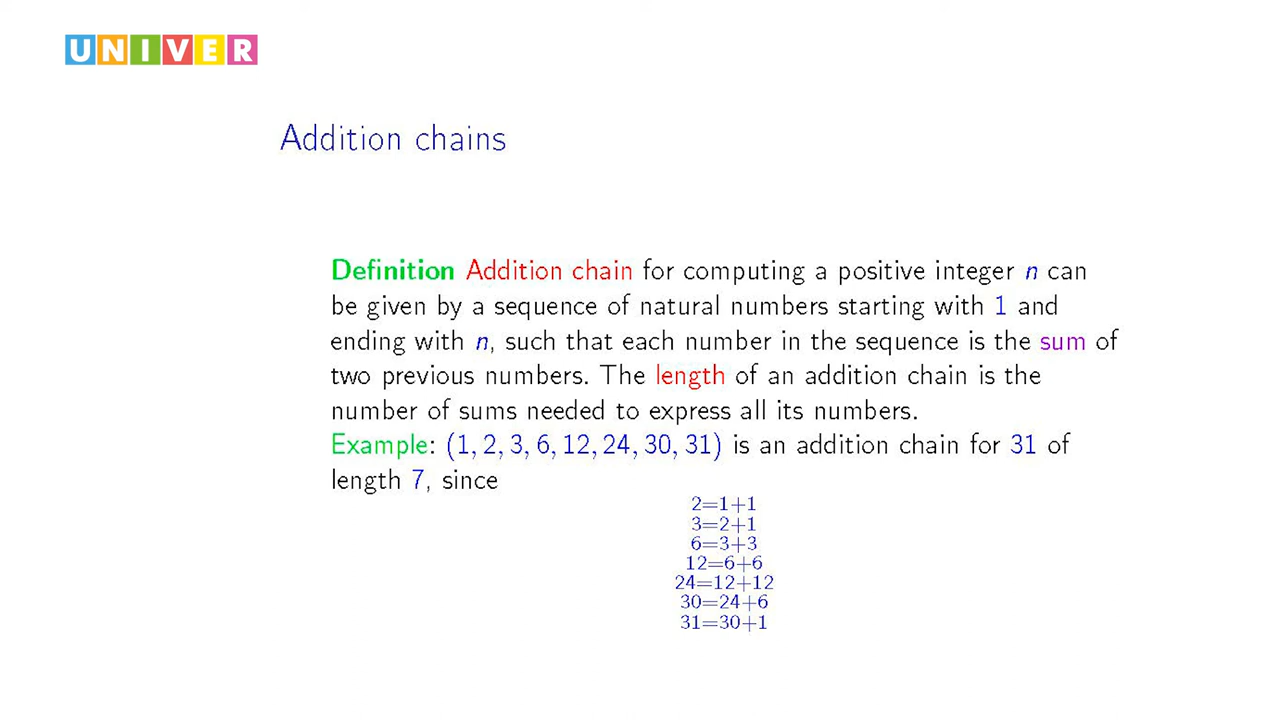 UNIVER
Addition chains
Definition Addition chain for computing a positive integer n can
be given by a sequence of natural numbers starting with 1 and
ending with n, such that each number in the sequence is the sum of
two previous numbers. The length of an addition chain is the
number of sums needed to express all its numbers.
Example: (1, 2, 3, 6, 12, 24, 30, 31) is an addition chain for 31 of
length 7, since
2=1+1
3=2+1
6=3+3
12=6+6
24=12+12
30=24+6
31=30+1